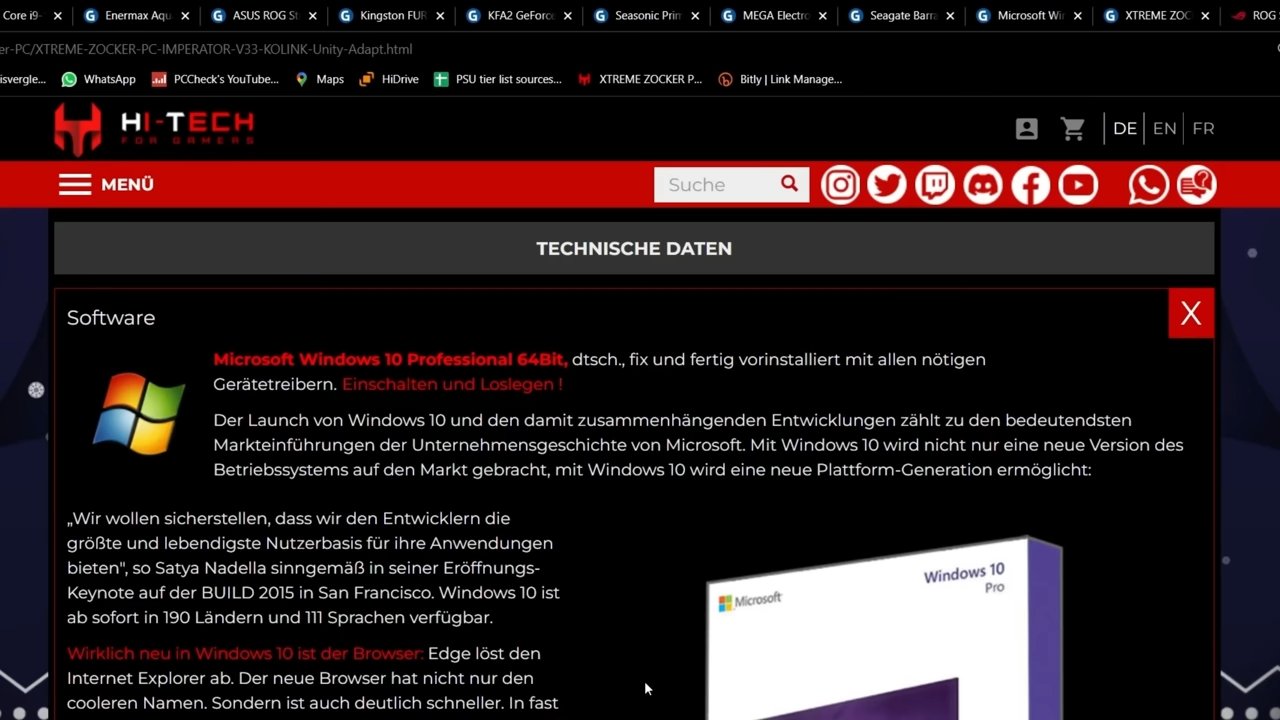 Core i9-
Enermax Aqu
ASUS ROG St
Kingston FUR
KFA2 GeForce
Seasonic Prim
MEGA Electro
Seagate Barra
Microsoft Win
XTREME ZOC
ROG S
er-PC/XTREME-ZOCKER-PC-IMPERATOR-V33-KOLINK-Unity-Adapt.html
isvergle...
WhatsApp
PCCheck's YouTube...
Maps
HiDrive
PSU tier list sources...
XTREME ZOCKER P...
Bitly | Link Manage...
HI-TECH
FOR GAMERS
DE
EN
FR
MENÜ
Suche
TECHNISCHE DATEN
Software
X
Microsoft Windows 10 Professional 64Bit, dtsch., fix und fertig vorinstalliert mit allen nötigen
Gerätetreibern. Einschalten und Loslegen !
Der Launch von Windows 10 und den damit zusammenhängenden Entwicklungen zählt zu den bedeutendsten
Markteinführungen der Unternehmensgeschichte von Microsoft. Mit Windows 10 wird nicht nur eine neue Version des
Betriebssystems auf den Markt gebracht, mit Windows 10 wird eine neue Plattform-Generation ermöglicht:
„Wir wollen sicherstellen, dass wir den Entwicklern die
größte und lebendigste Nutzerbasis für ihre Anwendungen
bieten", so Satya Nadella sinngemäß in seiner Eröffnungs-
Keynote auf der BUILD 2015 in San Francisco. Windows 10 ist
ab sofort in 190 Ländern und 111 Sprachen verfügbar.
Wirklich neu in Windows 10 ist der Browser: Edge löst den
Internet Explorer ab. Der neue Browser hat nicht nur den
cooleren Namen. Sondern ist auch deutlich schneller. In fast
Windows 10
Pro
Microsoft